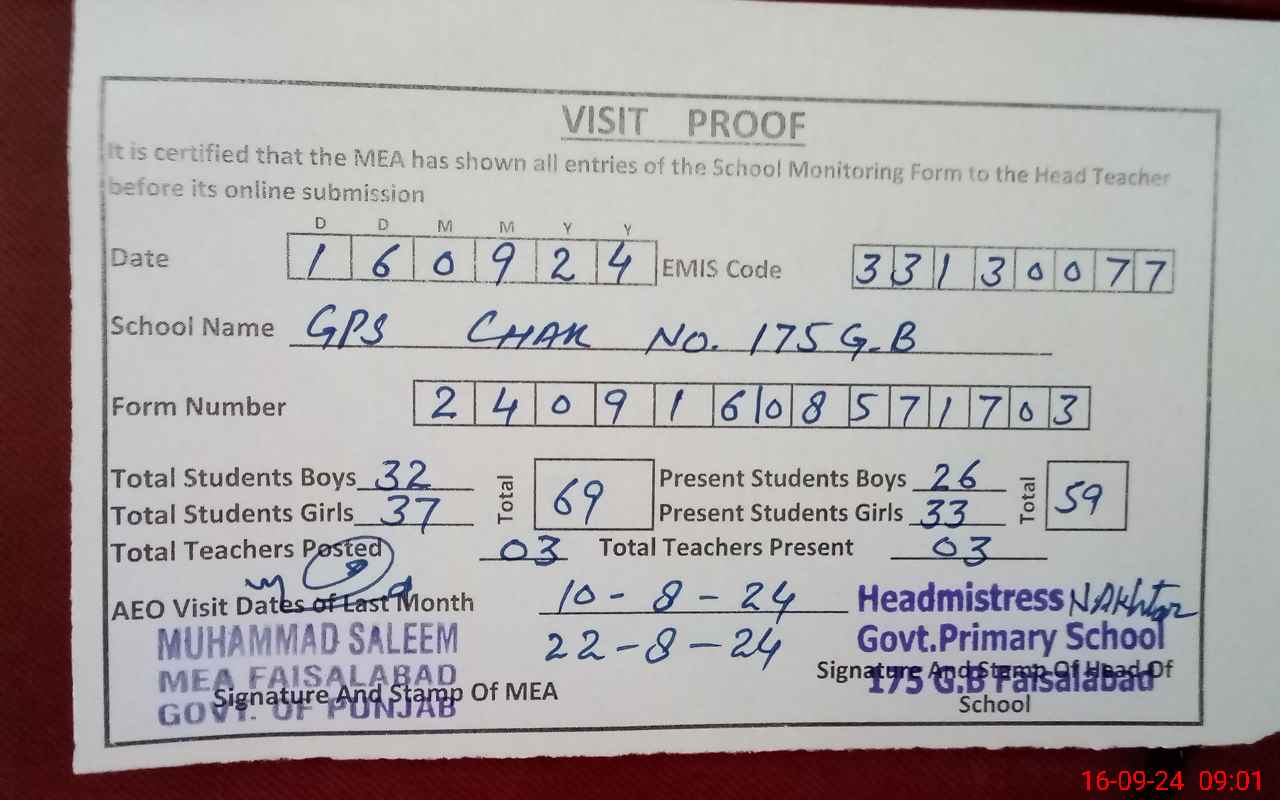 VISIT PROOF
It is certified that the MEA has shown all entries of the School Monitoring Form to the Head Teacher
before its online submission
D D M M Y Y
Date 1 6 0 9 2 4 EMIS Code 3 3 1 3 0 0 7 7
School Name GPS CHAK NO. 175 G.B
Form Number 2 4 0 9 1 6 0 8 5 7 1 7 0 3
Total Students Boys 32 Total 69 Present Students Boys 26 Total 59
Total Students Girls 37 Present Students Girls 33
Total Teachers Posted 03 Total Teachers Present 03
AEO Visit Dates of Last Month 10-8-24
22-8-24
MUHAMMAD SALEEM
MEA FAISALABAD
GOVT. OF PUNJAB
Signature And Stamp Of MEA
Headmistress NAkhtar
Govt.Primary School
175 G.B Faisalabad
Signature And Stamp Of Head Of
School
16-09-24 09:01